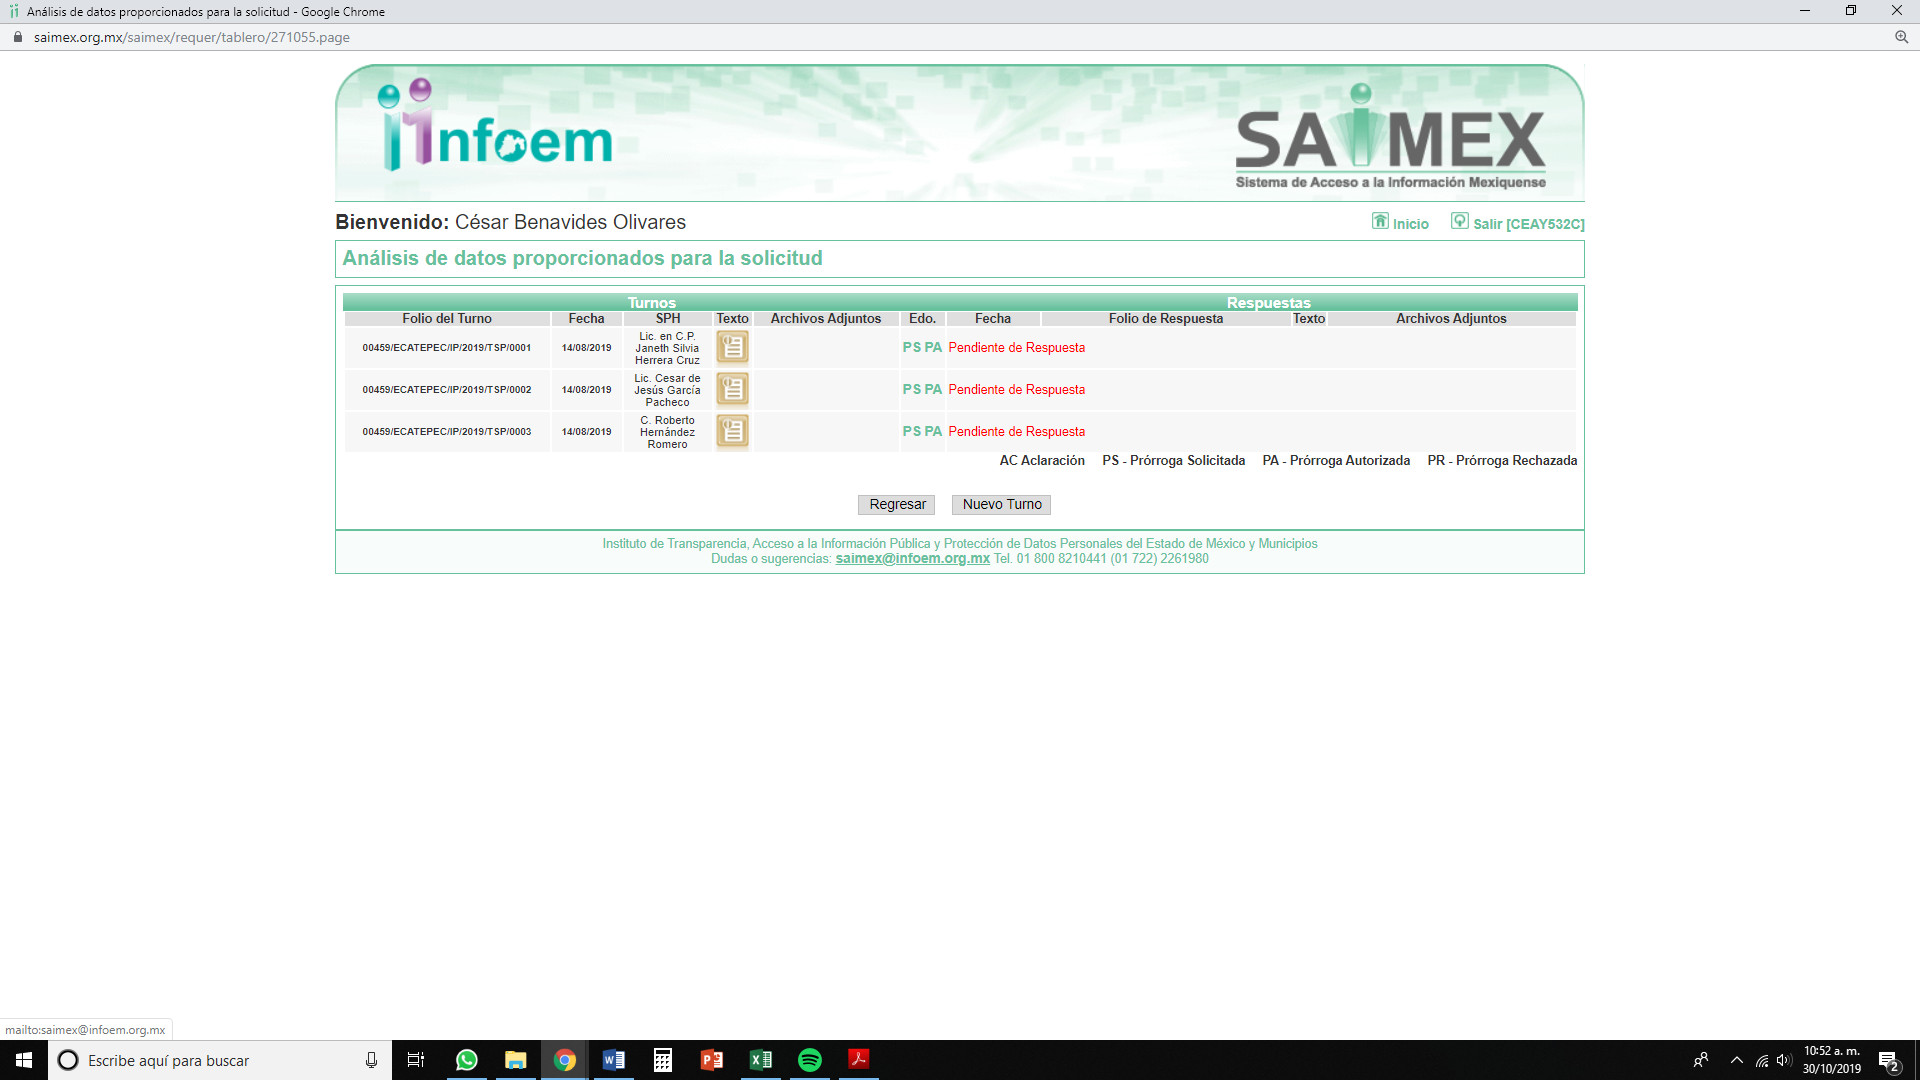 Análisis de datos proporcionados para la solicitud - Google Chrome
saimex.org.mx/saimex/requer/tablero/271055.page
infoem
SAIMEX
Sistema de Acceso a la Información Mexiquense
Bienvenido: César Benavides Olivares
Inicio Salir [CEAY532C]
Análisis de datos proporcionados para la solicitud
Turnos Respuestas
Folio del Turno Fecha SPH Texto Archivos Adjuntos Edo. Fecha Folio de Respuesta Texto Archivos Adjuntos
00459/ECATEPEC/IP/2019/TSP/0001 14/08/2019 Lic. en C.P. Janeth Silvia Herrera Cruz PS PA Pendiente de Respuesta
00459/ECATEPEC/IP/2019/TSP/0002 14/08/2019 Lic. Cesar de Jesús García Pacheco PS PA Pendiente de Respuesta
00459/ECATEPEC/IP/2019/TSP/0003 14/08/2019 C. Roberto Hernández Romero PS PA Pendiente de Respuesta
AC Aclaración PS - Prórroga Solicitada PA - Prórroga Autorizada PR - Prórroga Rechazada
Regresar Nuevo Turno
Instituto de Transparencia, Acceso a la Información Pública y Protección de Datos Personales del Estado de México y Municipios
Dudas o sugerencias: saimex@infoem.org.mx Tel. 01 800 8210441 (01 722) 2261980
mailto:saimex@infoem.org.mx
Escribe aquí para buscar
10:52 a. m.
30/10/2019
2